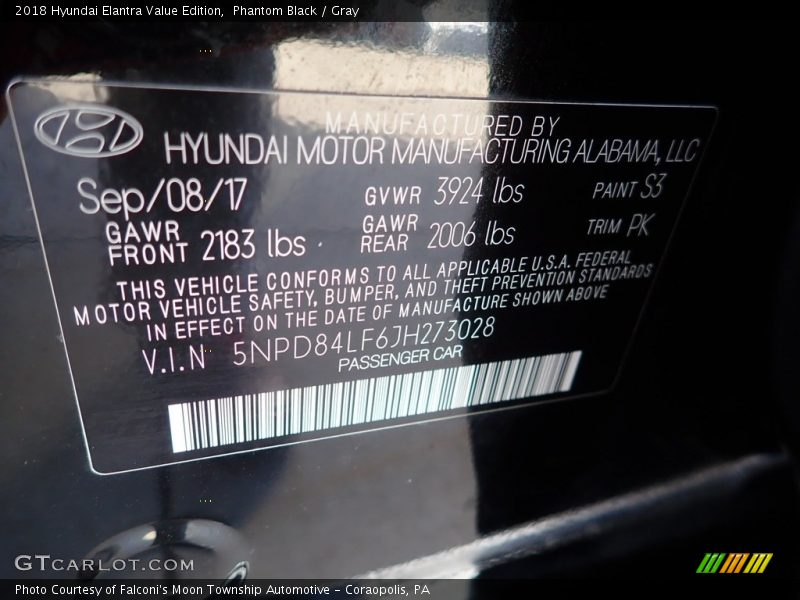 2018 Hyundai Elantra Value Edition,  Phantom Black / Gray
MANUFACTURED BY
HYUNDAI MOTOR MANUFACTURING ALABAMA, LLC
Sep/08/17 GVWR 3924 lbs PAINT S3
GAWR FRONT 2183 lbs GAWR REAR 2006 lbs TRIM PK
THIS VEHICLE CONFORMS TO ALL APPLICABLE U.S.A. FEDERAL
MOTOR VEHICLE SAFETY, BUMPER, AND THEFT PREVENTION STANDARDS
IN EFFECT ON THE DATE OF MANUFACTURE SHOWN ABOVE
V.I.N 5NPD84LF6JH273028
PASSENGER CAR
GTCARLOT.COM
Photo Courtesy of Falconi's Moon Township Automotive - Coraopolis, PA